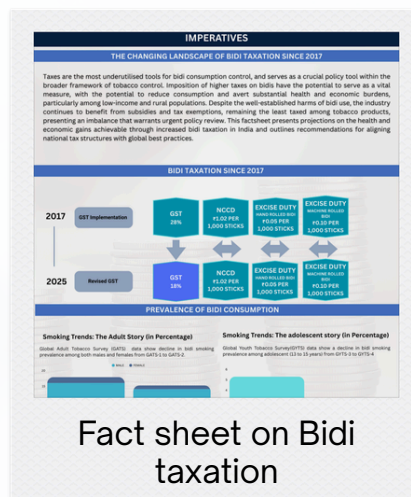 IMPERATIVES
THE CHANGING LANDSCAPE OF BIDI TAXATION SINCE 2017
Taxes are the most underutilised tools for bidi consumption control, and serves as a crucial policy tool within the
broader framework of tobacco control. Imposition of higher taxes on bidis have the potential to serve as a vital
measure, with the potential to reduce consumption and avert substantial health and economic burdens,
particularly among low-income and rural populations. Despite the well-established harms of bidi use, the industry
continues to benefit from subsidies and tax exemptions, remaining the least taxed among tobacco products,
presenting an imbalance that warrants urgent policy review. This factsheet presents projections on the health and
economic gains achievable through increased bidi taxation in India and outlines recommendations for aligning
national tax structures with global best practices.
BIDI TAXATION SINCE 2017
2017
GST Implementation
GST
28%
NCCD
₹1.02 PER
1,000 STICKS
EXCISE DUTY
HAND ROLLED BIDI
₹0.05 PER
1,000 STICKS
EXCISE DUTY
MACHINE ROLLED
BIDI
₹0.10 PER
1,000 STICKS
2025
Revised GST
GST
18%
NCCD
₹1.02 PER
1,000 STICKS
EXCISE DUTY
HAND ROLLED BIDI
₹0.05 PER
1,000 STICKS
EXCISE DUTY
MACHINE ROLLED
BIDI
₹0.10 PER
1,000 STICKS
PREVALENCE OF BIDI CONSUMPTION
Smoking Trends: The Adult Story (in Percentage)
Global Adult Tobacco Survey (GATS) data show a decline in bidi smoking
prevalence among both males and females from GATS-1 to GATS-2.
Smoking Trends: The adolescent story (in Percentage)
Global Youth Tobacco Survey(GYTS) data show a decline in bidi smoking
prevalence among adolescent (13 to 15 years) from GYTS-3 to GYTS-4
Fact sheet on Bidi
taxation